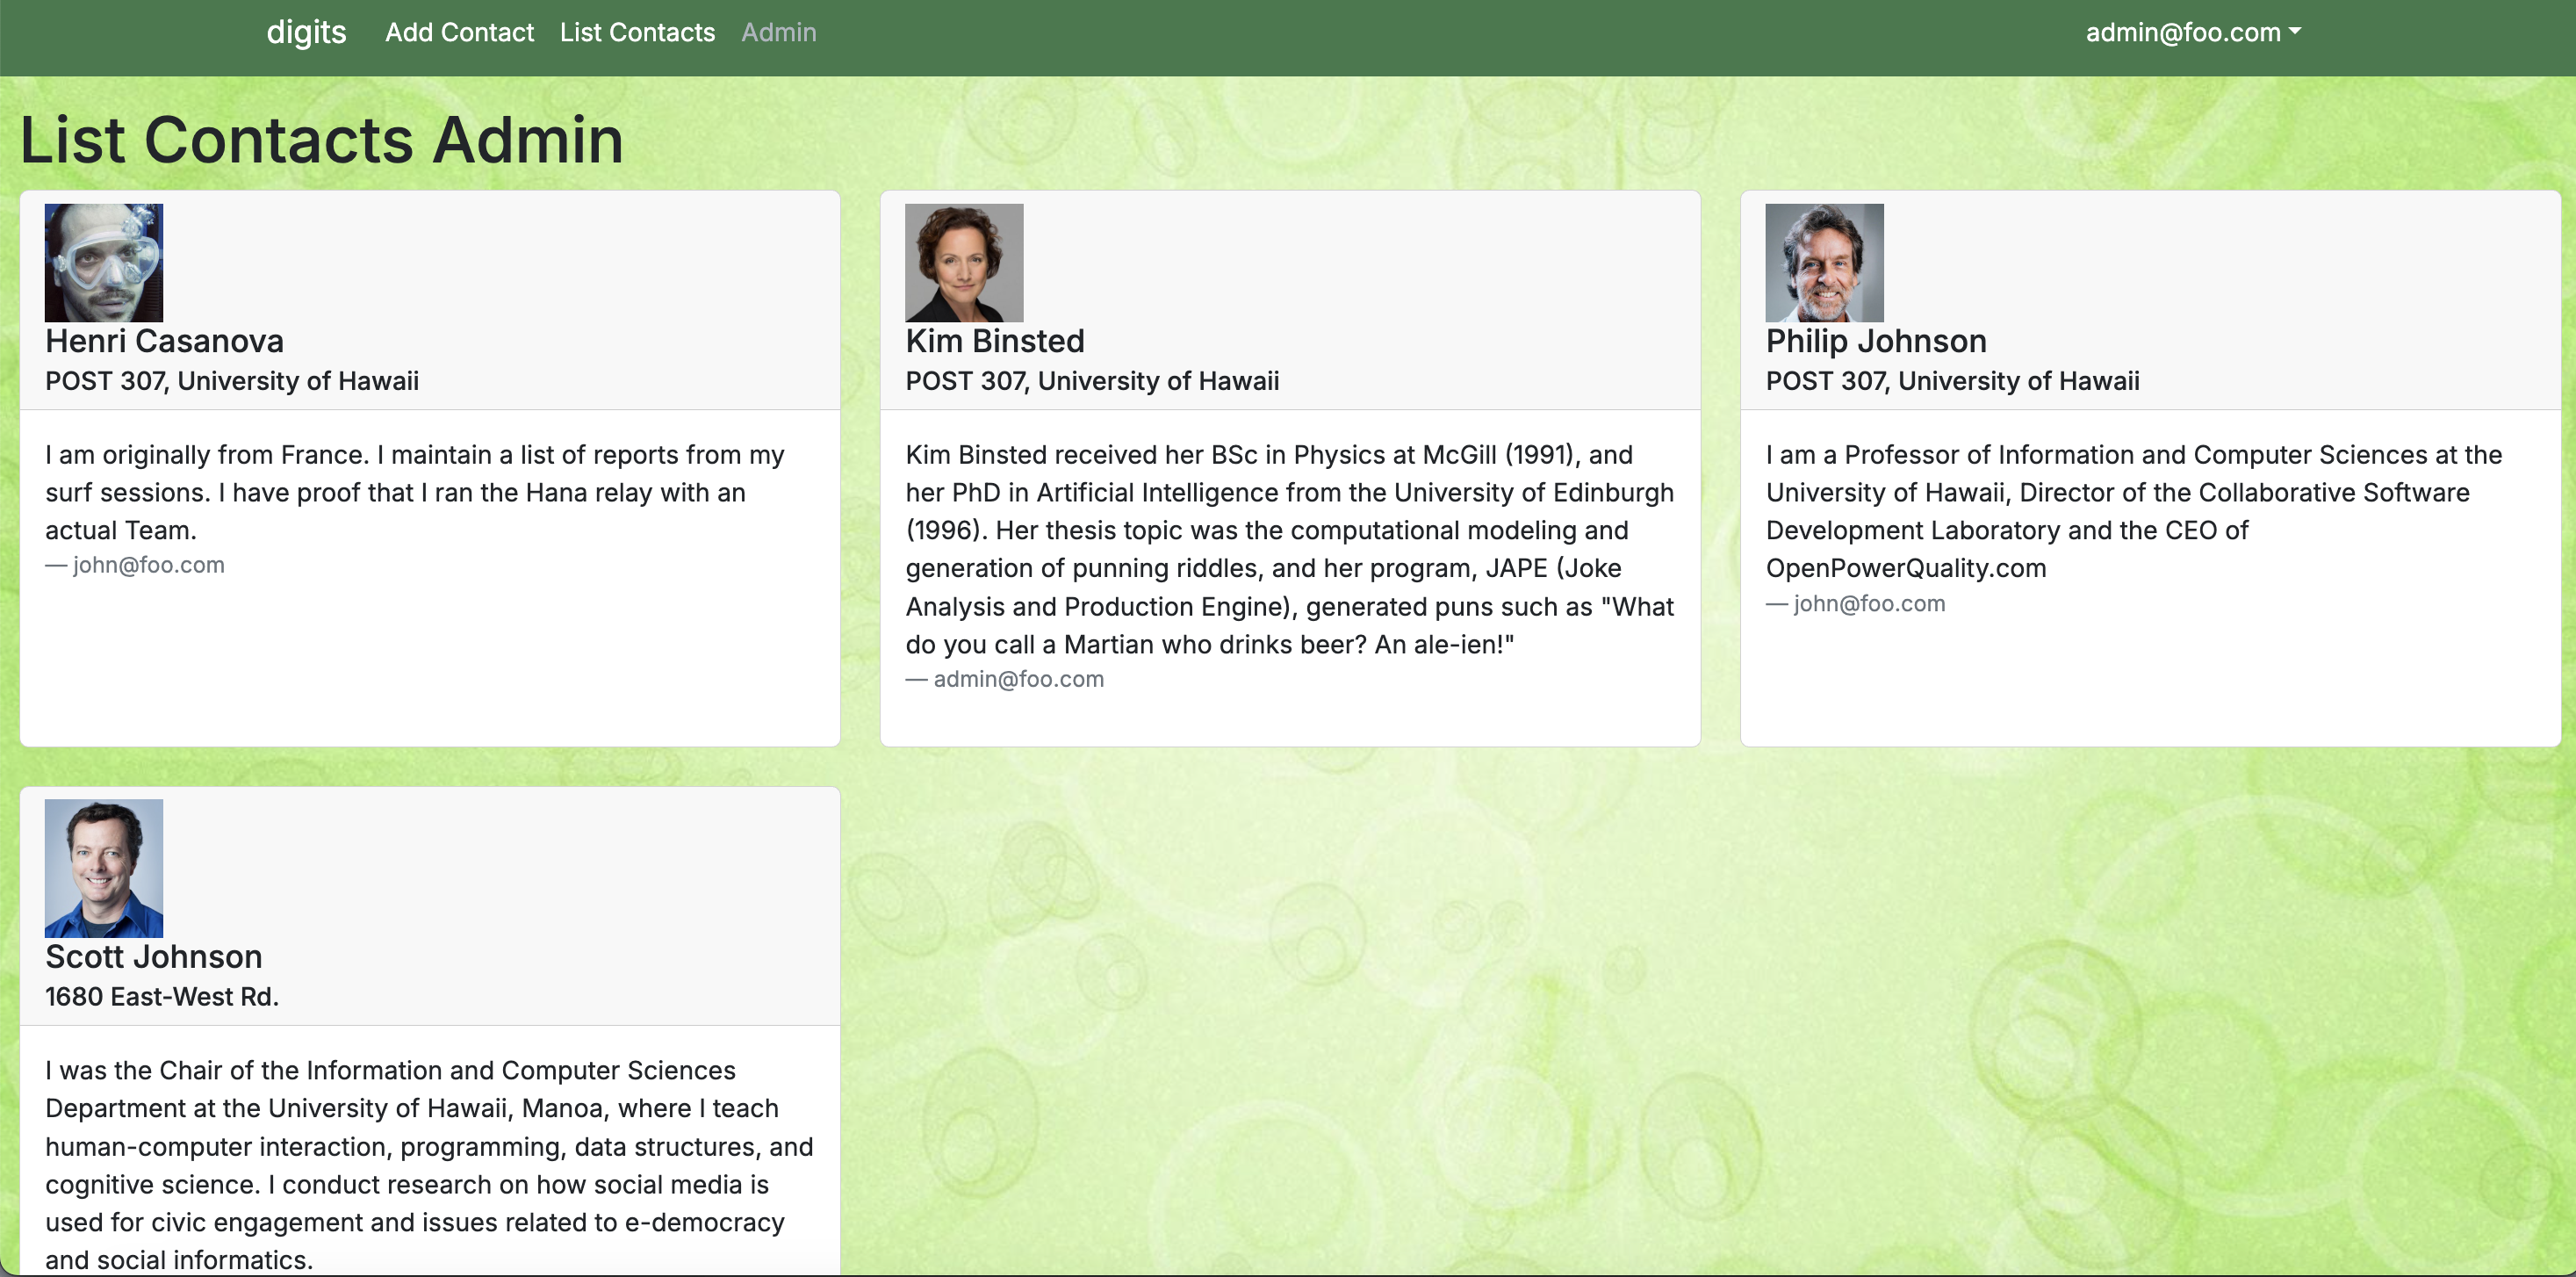 digits Add Contact List Contacts Admin admin@foo.com
List Contacts Admin
Henri Casanova
POST 307, University of Hawaii
I am originally from France. I maintain a list of reports from my
surf sessions. I have proof that I ran the Hana relay with an
actual Team.
— john@foo.com
Kim Binsted
POST 307, University of Hawaii
Kim Binsted received her BSc in Physics at McGill (1991), and
her PhD in Artificial Intelligence from the University of Edinburgh
(1996). Her thesis topic was the computational modeling and
generation of punning riddles, and her program, JAPE (Joke
Analysis and Production Engine), generated puns such as "What
do you call a Martian who drinks beer? An ale-ien!"
— admin@foo.com
Philip Johnson
POST 307, University of Hawaii
I am a Professor of Information and Computer Sciences at the
University of Hawaii, Director of the Collaborative Software
Development Laboratory and the CEO of
OpenPowerQuality.com
— john@foo.com
Scott Johnson
1680 East-West Rd.
I was the Chair of the Information and Computer Sciences
Department at the University of Hawaii, Manoa, where I teach
human-computer interaction, programming, data structures, and
cognitive science. I conduct research on how social media is
used for civic engagement and issues related to e-democracy
and social informatics.